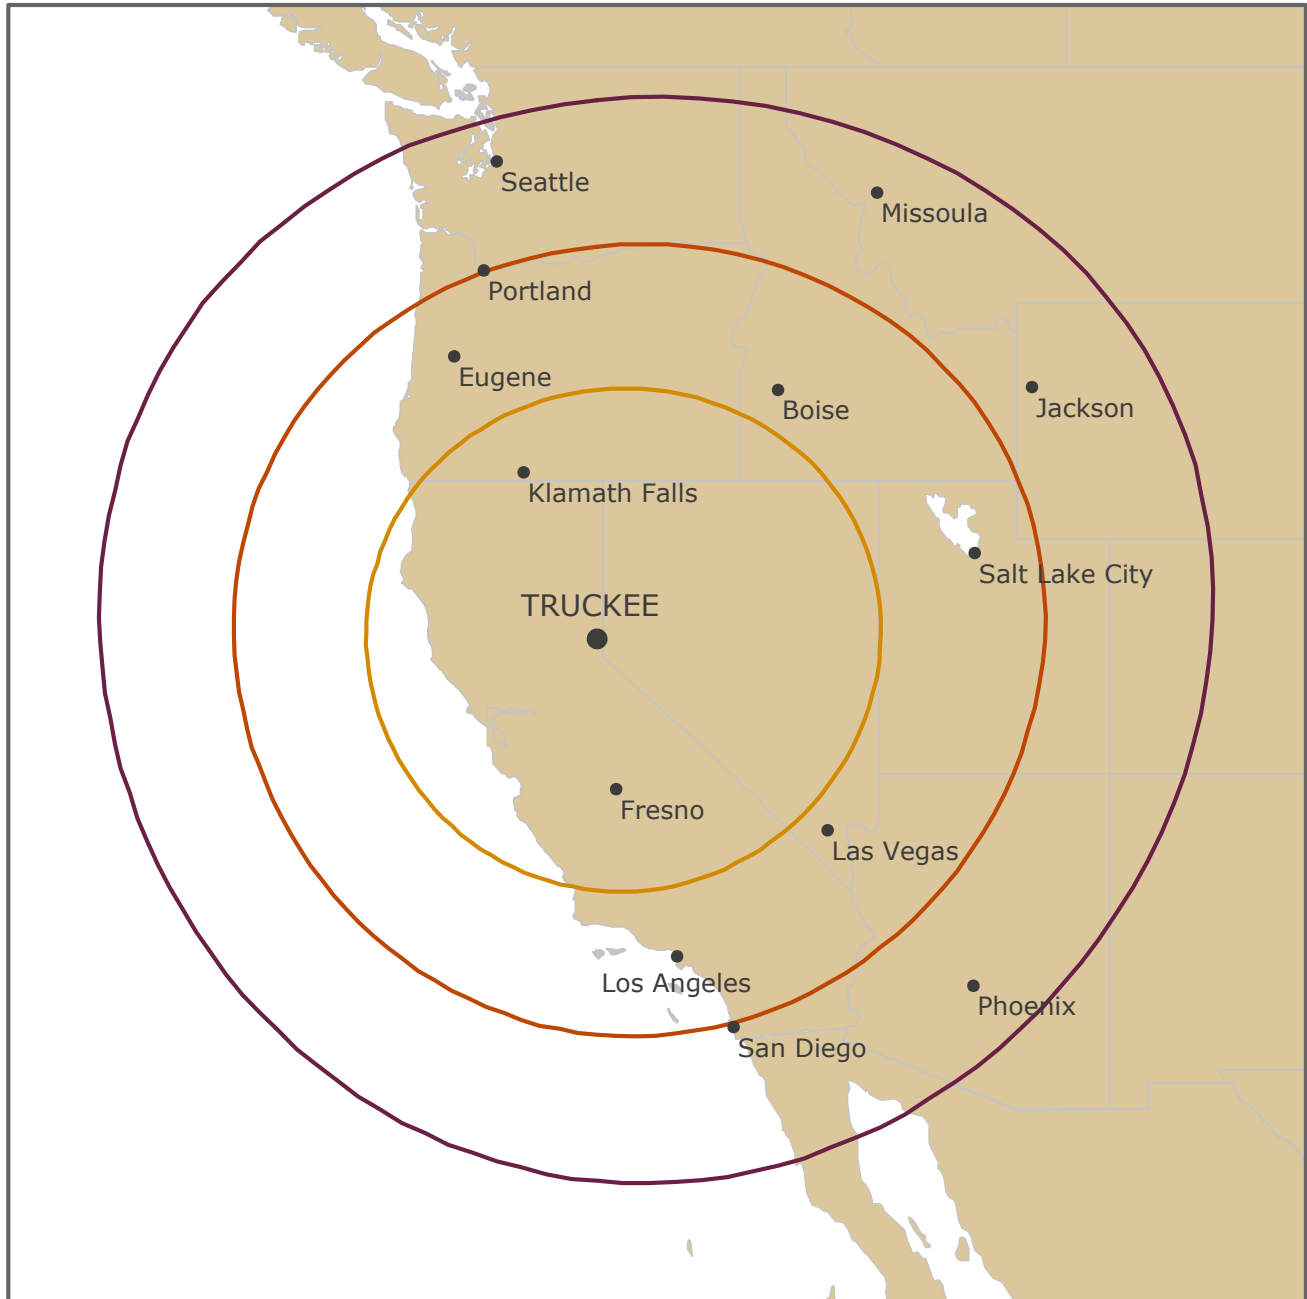 Seattle
Missoula
Portland
Eugene
Boise
Jackson
Klamath Falls
Salt Lake City
TRUCKEE
Fresno
Las Vegas
Los Angeles
Phoenix
San Diego